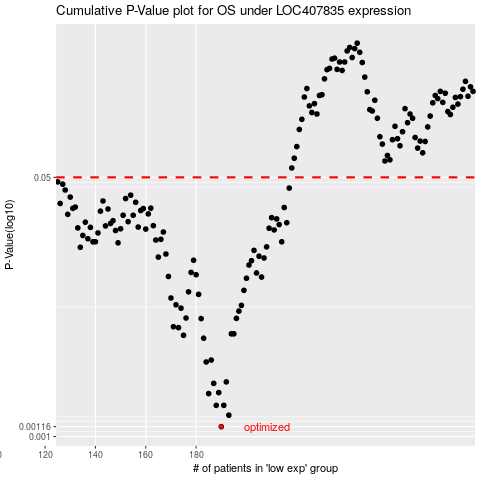 Cumulative P-Value plot for OS under LOC407835 expression
P-Value(log10)
0.05
optimized
0.00116
0.001
0
120 140 160 180
# of patients in 'low exp' group